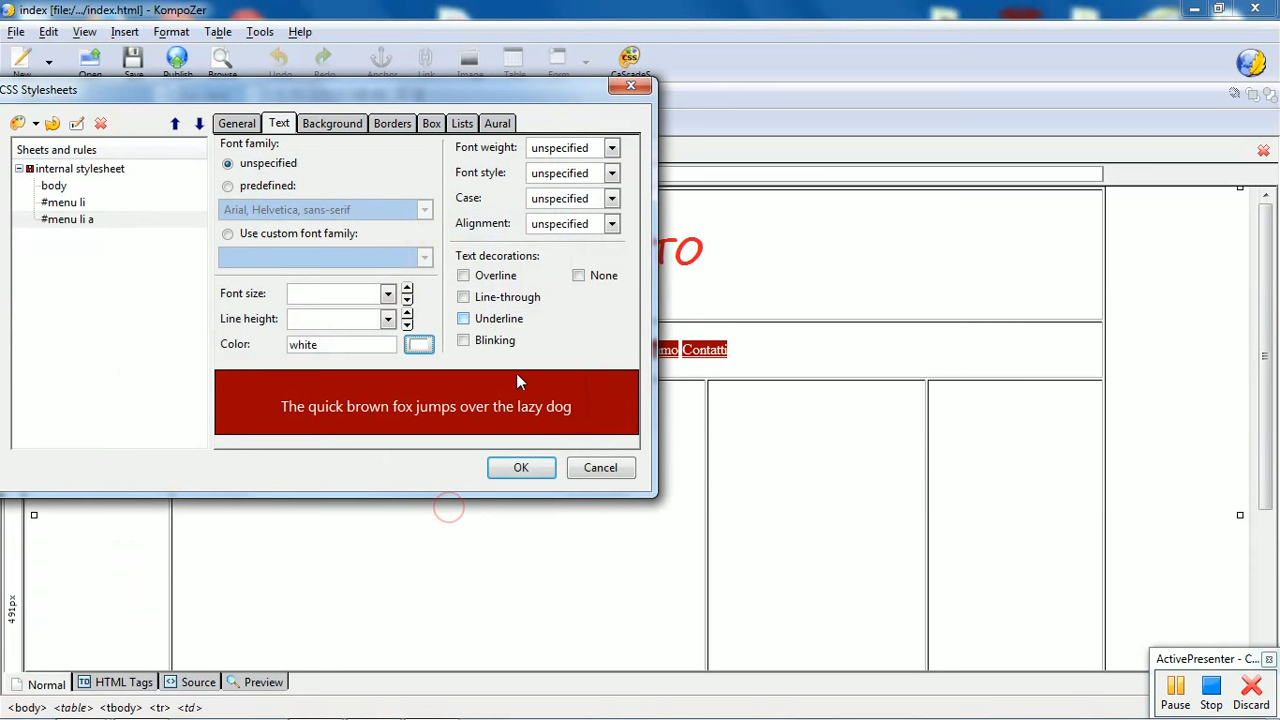 index [file:/.../index.html] - KompoZer
File Edit View Insert Format Table Tools Help
New Open Save Publish Browse Undo Redo Anchor Link Image Table Form CaScadeS
CSS Stylesheets
General Text Background Borders Box Lists Aural
Sheets and rules
internal stylesheet
body
#menu li
#menu li a
Font family:
unspecified
predefined:
Arial, Helvetica, sans-serif
Use custom font family:
Font size:
Line height:
Color: white
Font weight: unspecified
Font style: unspecified
Case: unspecified
Alignment: unspecified
Text decorations:
Overline None
Line-through
Underline
Blinking
The quick brown fox jumps over the lazy dog
OK Cancel
TO
mo Contatti
491px
Normal HTML Tags Source Preview
<body> <table> <tbody> <tr> <td>
ActivePresenter - C...
Pause Stop Discard